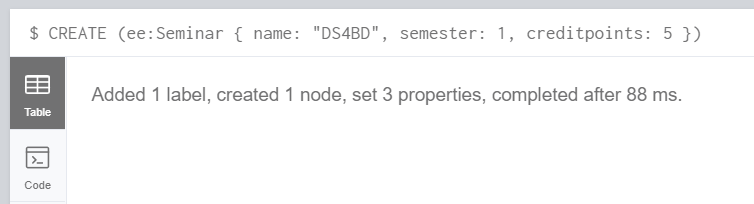 $ CREATE (ee:Seminar { name: "DS4BD", semester: 1, creditpoints: 5 })
Table
Added 1 label, created 1 node, set 3 properties, completed after 88 ms.
Code